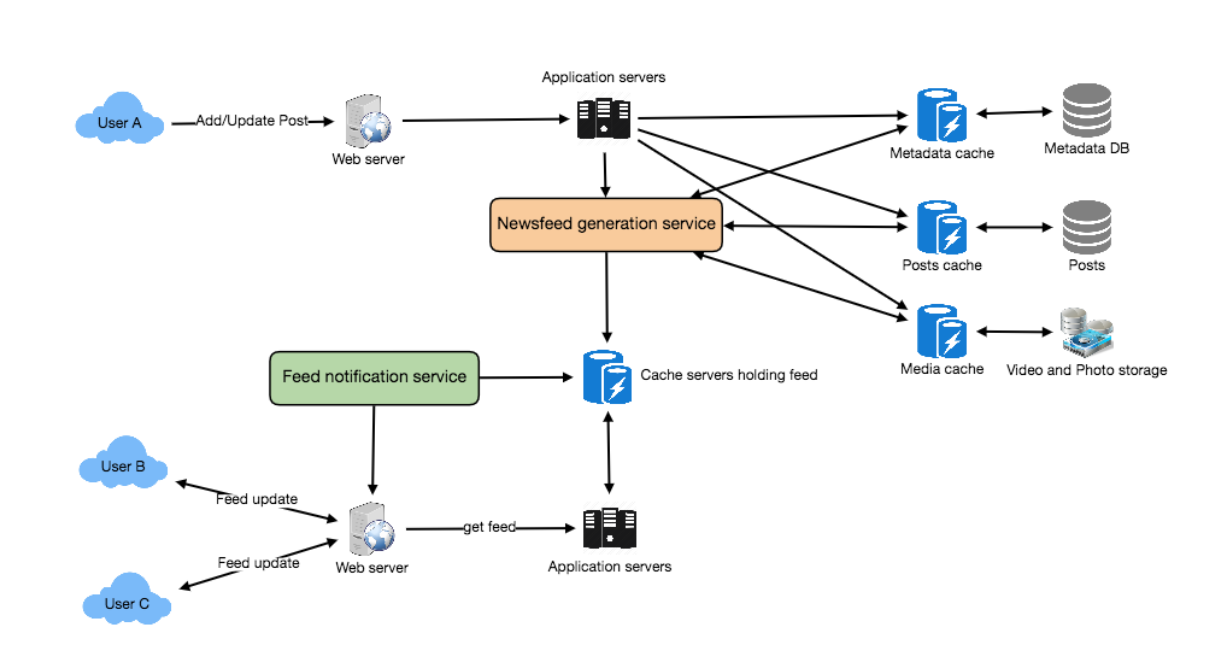 Application servers
User A
Add/Update Post
Web server
Metadata cache
Metadata DB
Newsfeed generation service
Posts cache
Posts
Feed notification service
Cache servers holding feed
Media cache
Video and Photo storage
User B
Feed update
get feed
Feed update
Web server
Application servers
User C